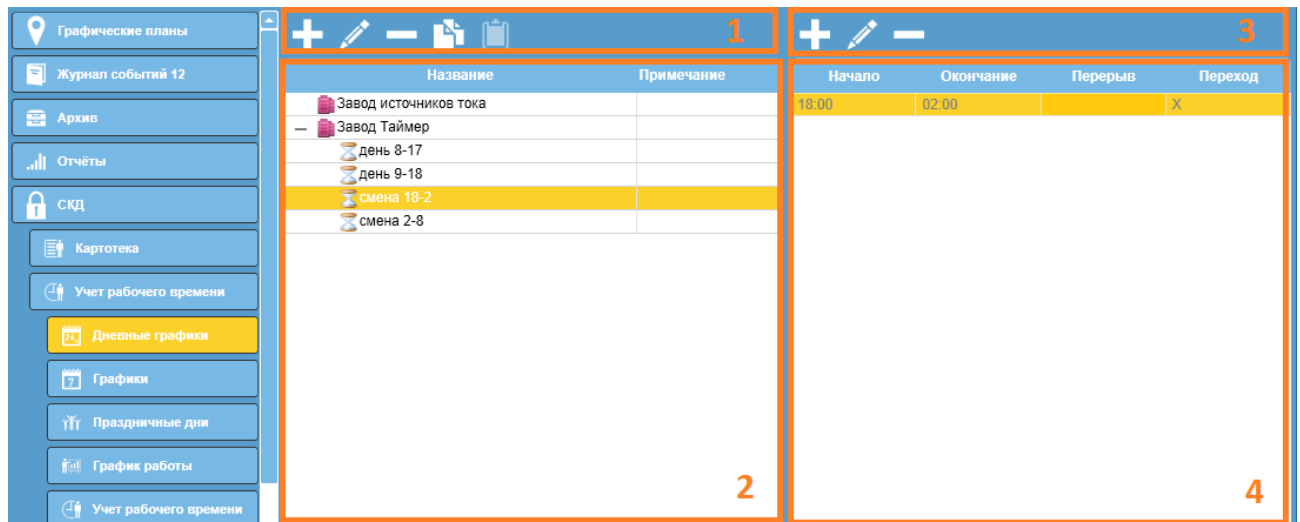 Графические планы
Журнал событий 12
Архив
Отчёты
СКД
Картотека
Учет рабочего времени
Дневные графики
Графики
Праздничные дни
График работы
Учет рабочего времени
1
Название Примечание
Завод источников тока
Завод Таймер
день 8-17
день 9-18
смена 18-2
смена 2-8
2
3
Начало Окончание Перерыв Переход
18:00 02:00 X
4